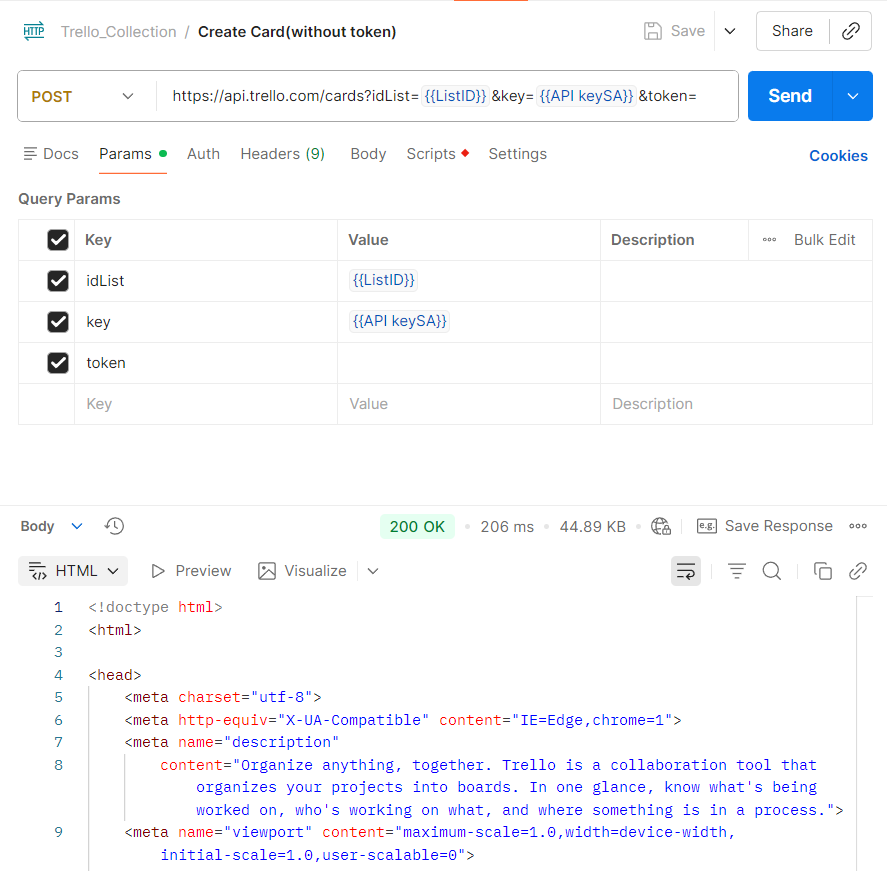 HTTP Trello_Collection / Create Card(without token) Save Share
POST https://api.trello.com/cards?idList= {{ListID}} &key= {{API keySA}} &token= Send
Docs Params Auth Headers (9) Body Scripts Settings Cookies
Query Params
Key Value Description Bulk Edit
idList {{ListID}}
key {{API keySA}}
token
Key Value Description
Body 200 OK 206 ms 44.89 KB e.g. Save Response
HTML Preview Visualize
1 <!doctype html>
2 <html>
3
4 <head>
5 <meta charset="utf-8">
6 <meta http-equiv="X-UA-Compatible" content="IE=Edge,chrome=1">
7 <meta name="description"
8 content="Organize anything, together. Trello is a collaboration tool that
organizes your projects into boards. In one glance, know what's being
worked on, who's working on what, and where something is in a process.">
9 <meta name="viewport" content="maximum-scale=1.0,width=device-width,
initial-scale=1.0,user-scalable=0">